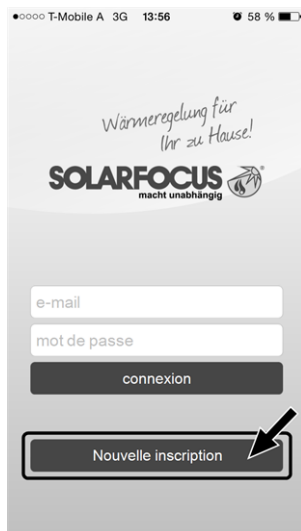 ●○○○○ T-Mobile A 3G 13:56 58 %
Wärmeregelung für
Ihr zu Hause!
SOLARFOCUS
macht unabhängig
e-mail
mot de passe
connexion
Nouvelle inscription